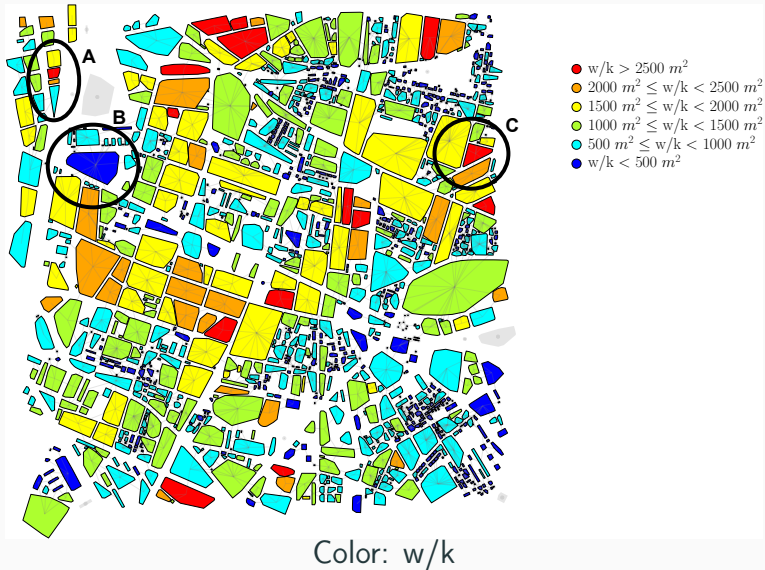 A
B
C
w/k > 2500 m²
2000 m² ≤ w/k < 2500 m²
1500 m² ≤ w/k < 2000 m²
1000 m² ≤ w/k < 1500 m²
500 m² ≤ w/k < 1000 m²
w/k < 500 m²
Color: w/k